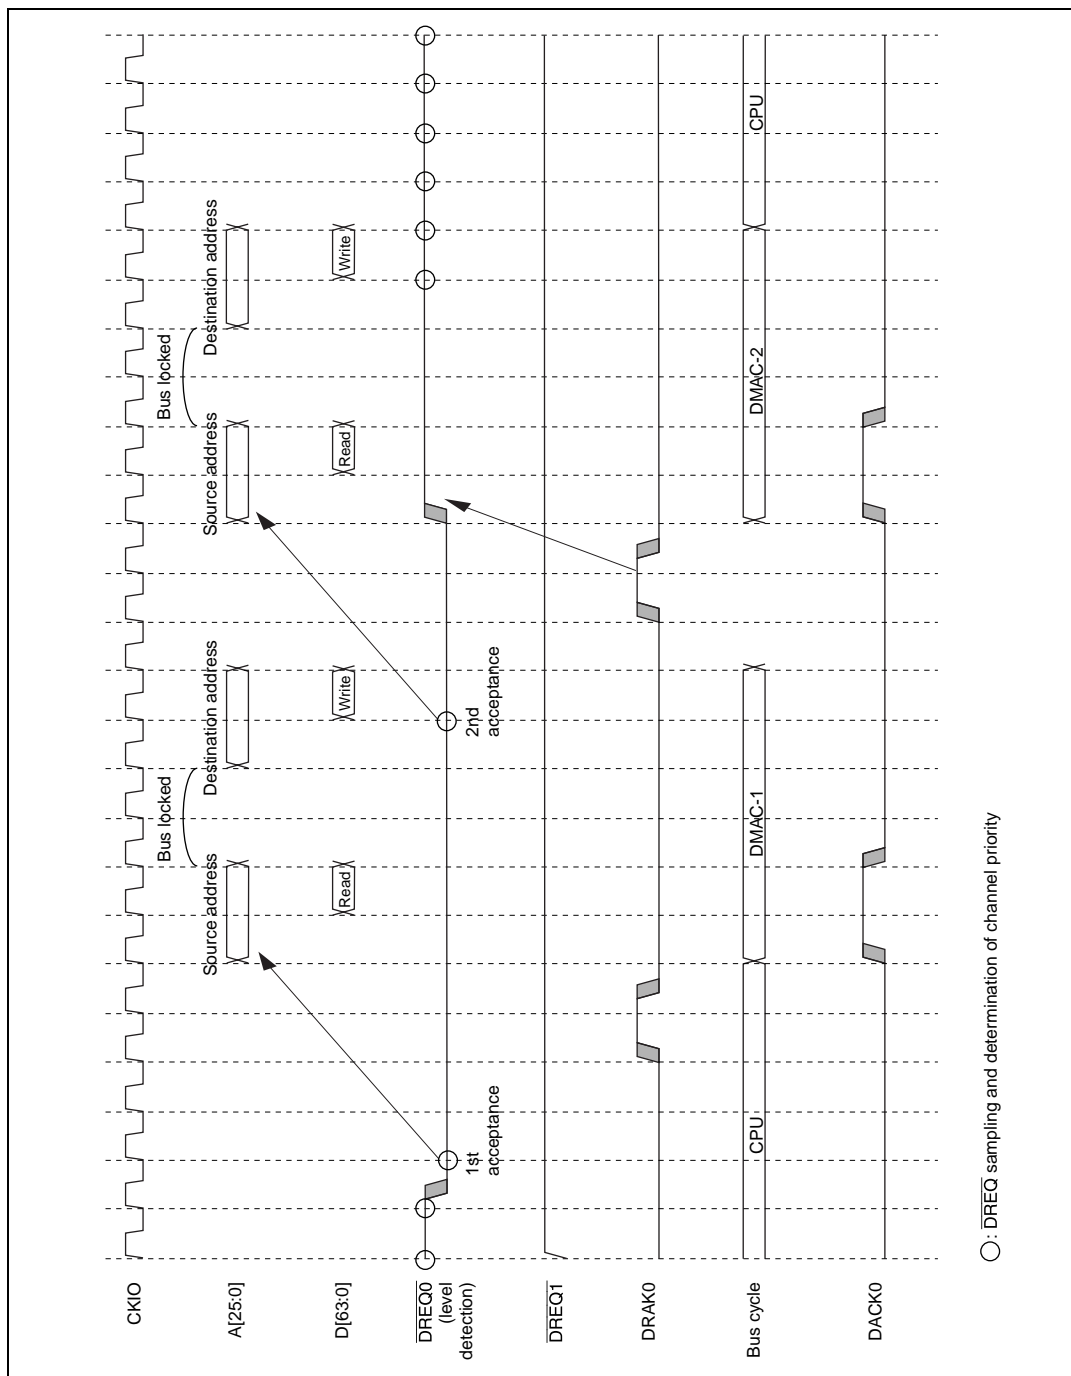 CKIO
Bus locked
Bus locked
Source address
Destination address
Source address
Destination address
A[25:0]
Read
Write
Read
Write
D[63:0]
DREQ0
(level
detection)
1st
acceptance
2nd
acceptance
DREQ1
DRAK0
Bus cycle
CPU
DMAC-1
DMAC-2
CPU
DACK0
: DREQ sampling and determination of channel priority